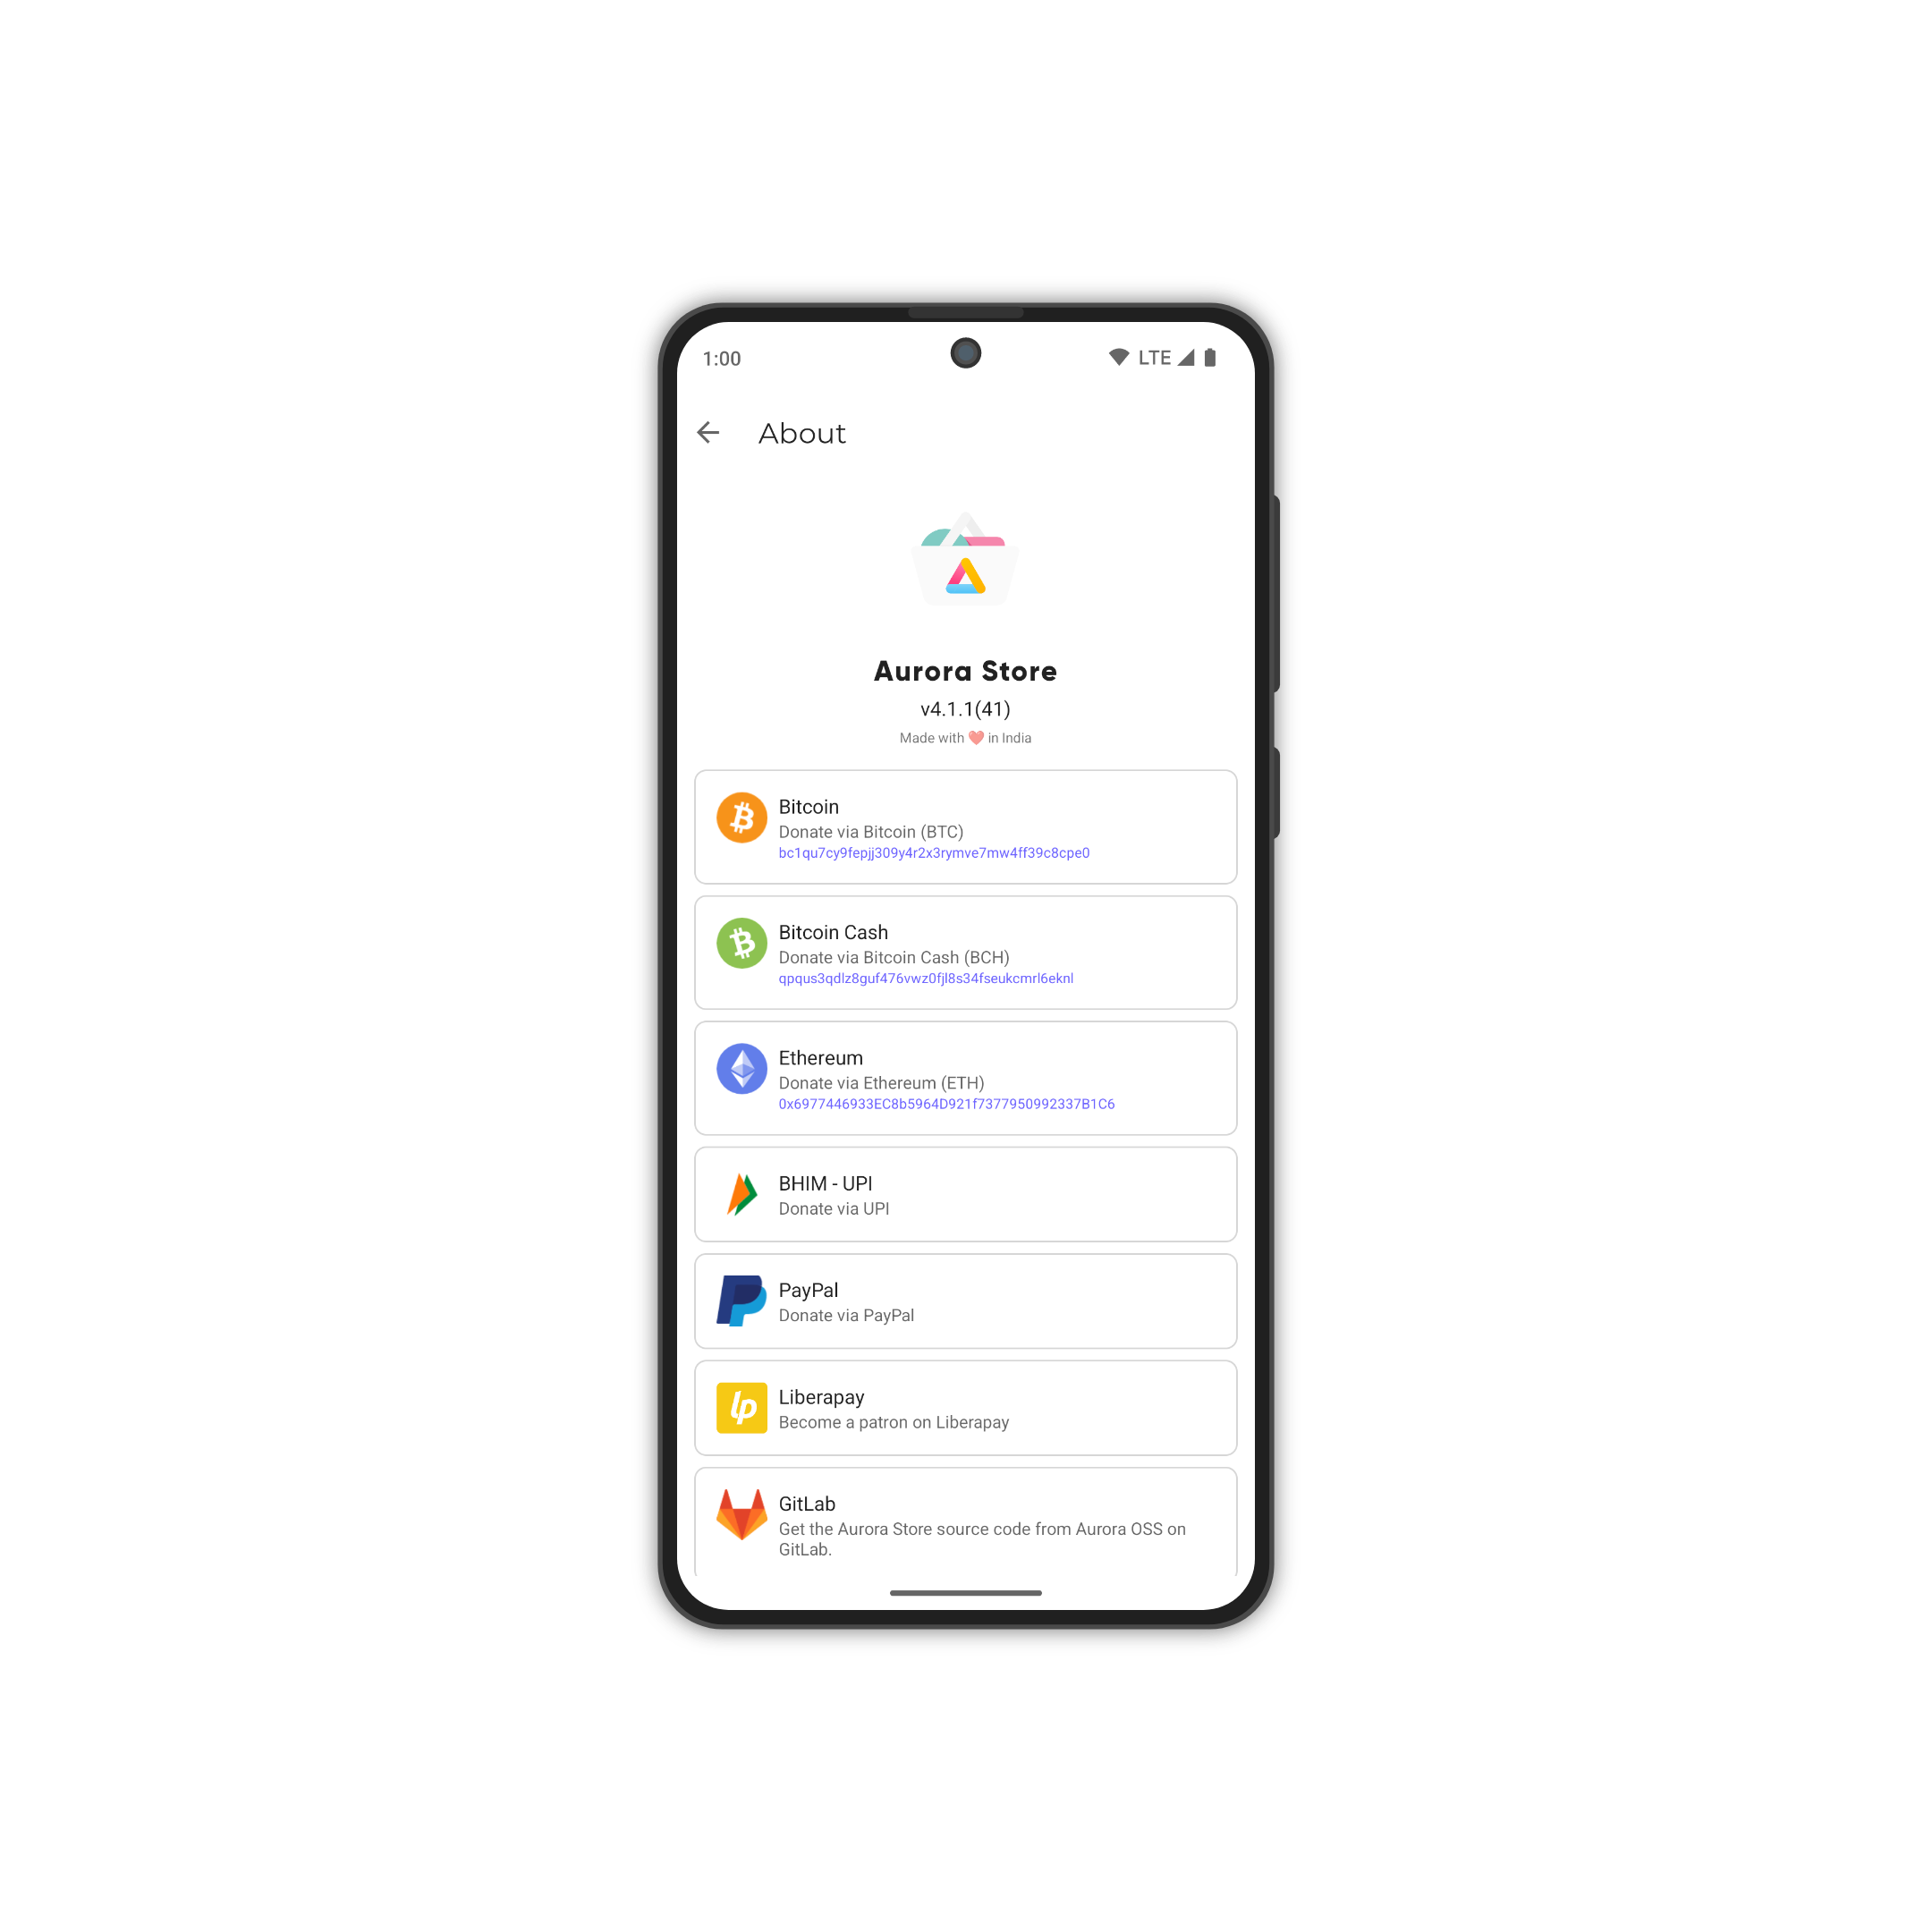 1:00
LTE
About
Aurora Store
v4.1.1(41)
Made with ❤️ in India
Bitcoin
Donate via Bitcoin (BTC)
bc1qu7cy9fepjj309y4r2x3rymve7mw4ff39c8cpe0
Bitcoin Cash
Donate via Bitcoin Cash (BCH)
qpqus3qdlz8guf476vwz0fjl8s34fseukcmrl6eknl
Ethereum
Donate via Ethereum (ETH)
0x6977446933EC8b5964D921f7377950992337B1C6
BHIM - UPI
Donate via UPI
PayPal
Donate via PayPal
lp
Liberapay
Become a patron on Liberapay
GitLab
Get the Aurora Store source code from Aurora OSS on
GitLab.